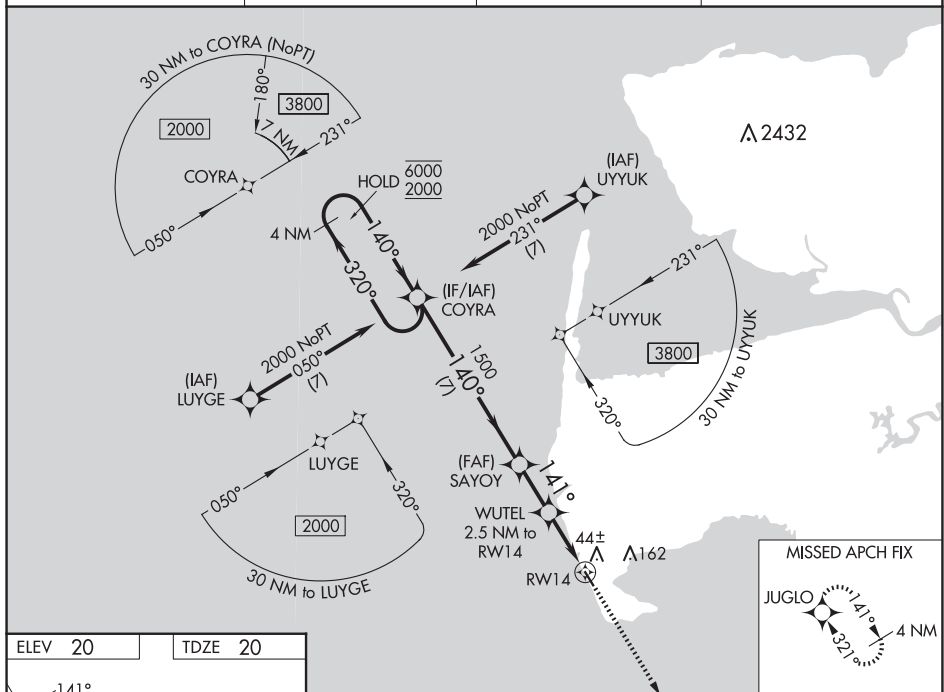 30 NM to COYRA (NoPT)
180°
3800
2000
7 NM
231°
COYRA
050°
HOLD 6000
2000
4 NM
140°
320°
(IF/IAF)
COYRA
(IAF)
UYYUK
2000 NoPT
231°
(7)
2432
231°
UYYUK
3800
320°
30 NM to UYYUK
2000 NoPT
050°
(7)
(IAF)
LUYGE
1500
140°
(7)
LUYGE
050°
320°
2000
30 NM to LUYGE
(FAF)
SAYOY
141°
WUTEL
2.5 NM to
RW14
44±
162
RW14
MISSED APCH FIX
JUGLO
141°
321°
4 NM
ELEV 20
TDZE 20
141°